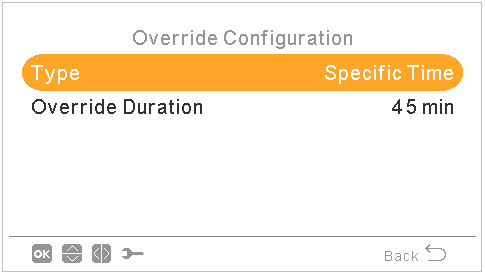 Override Configuration
Type Specific Time
Override Duration 45 min
OK Back